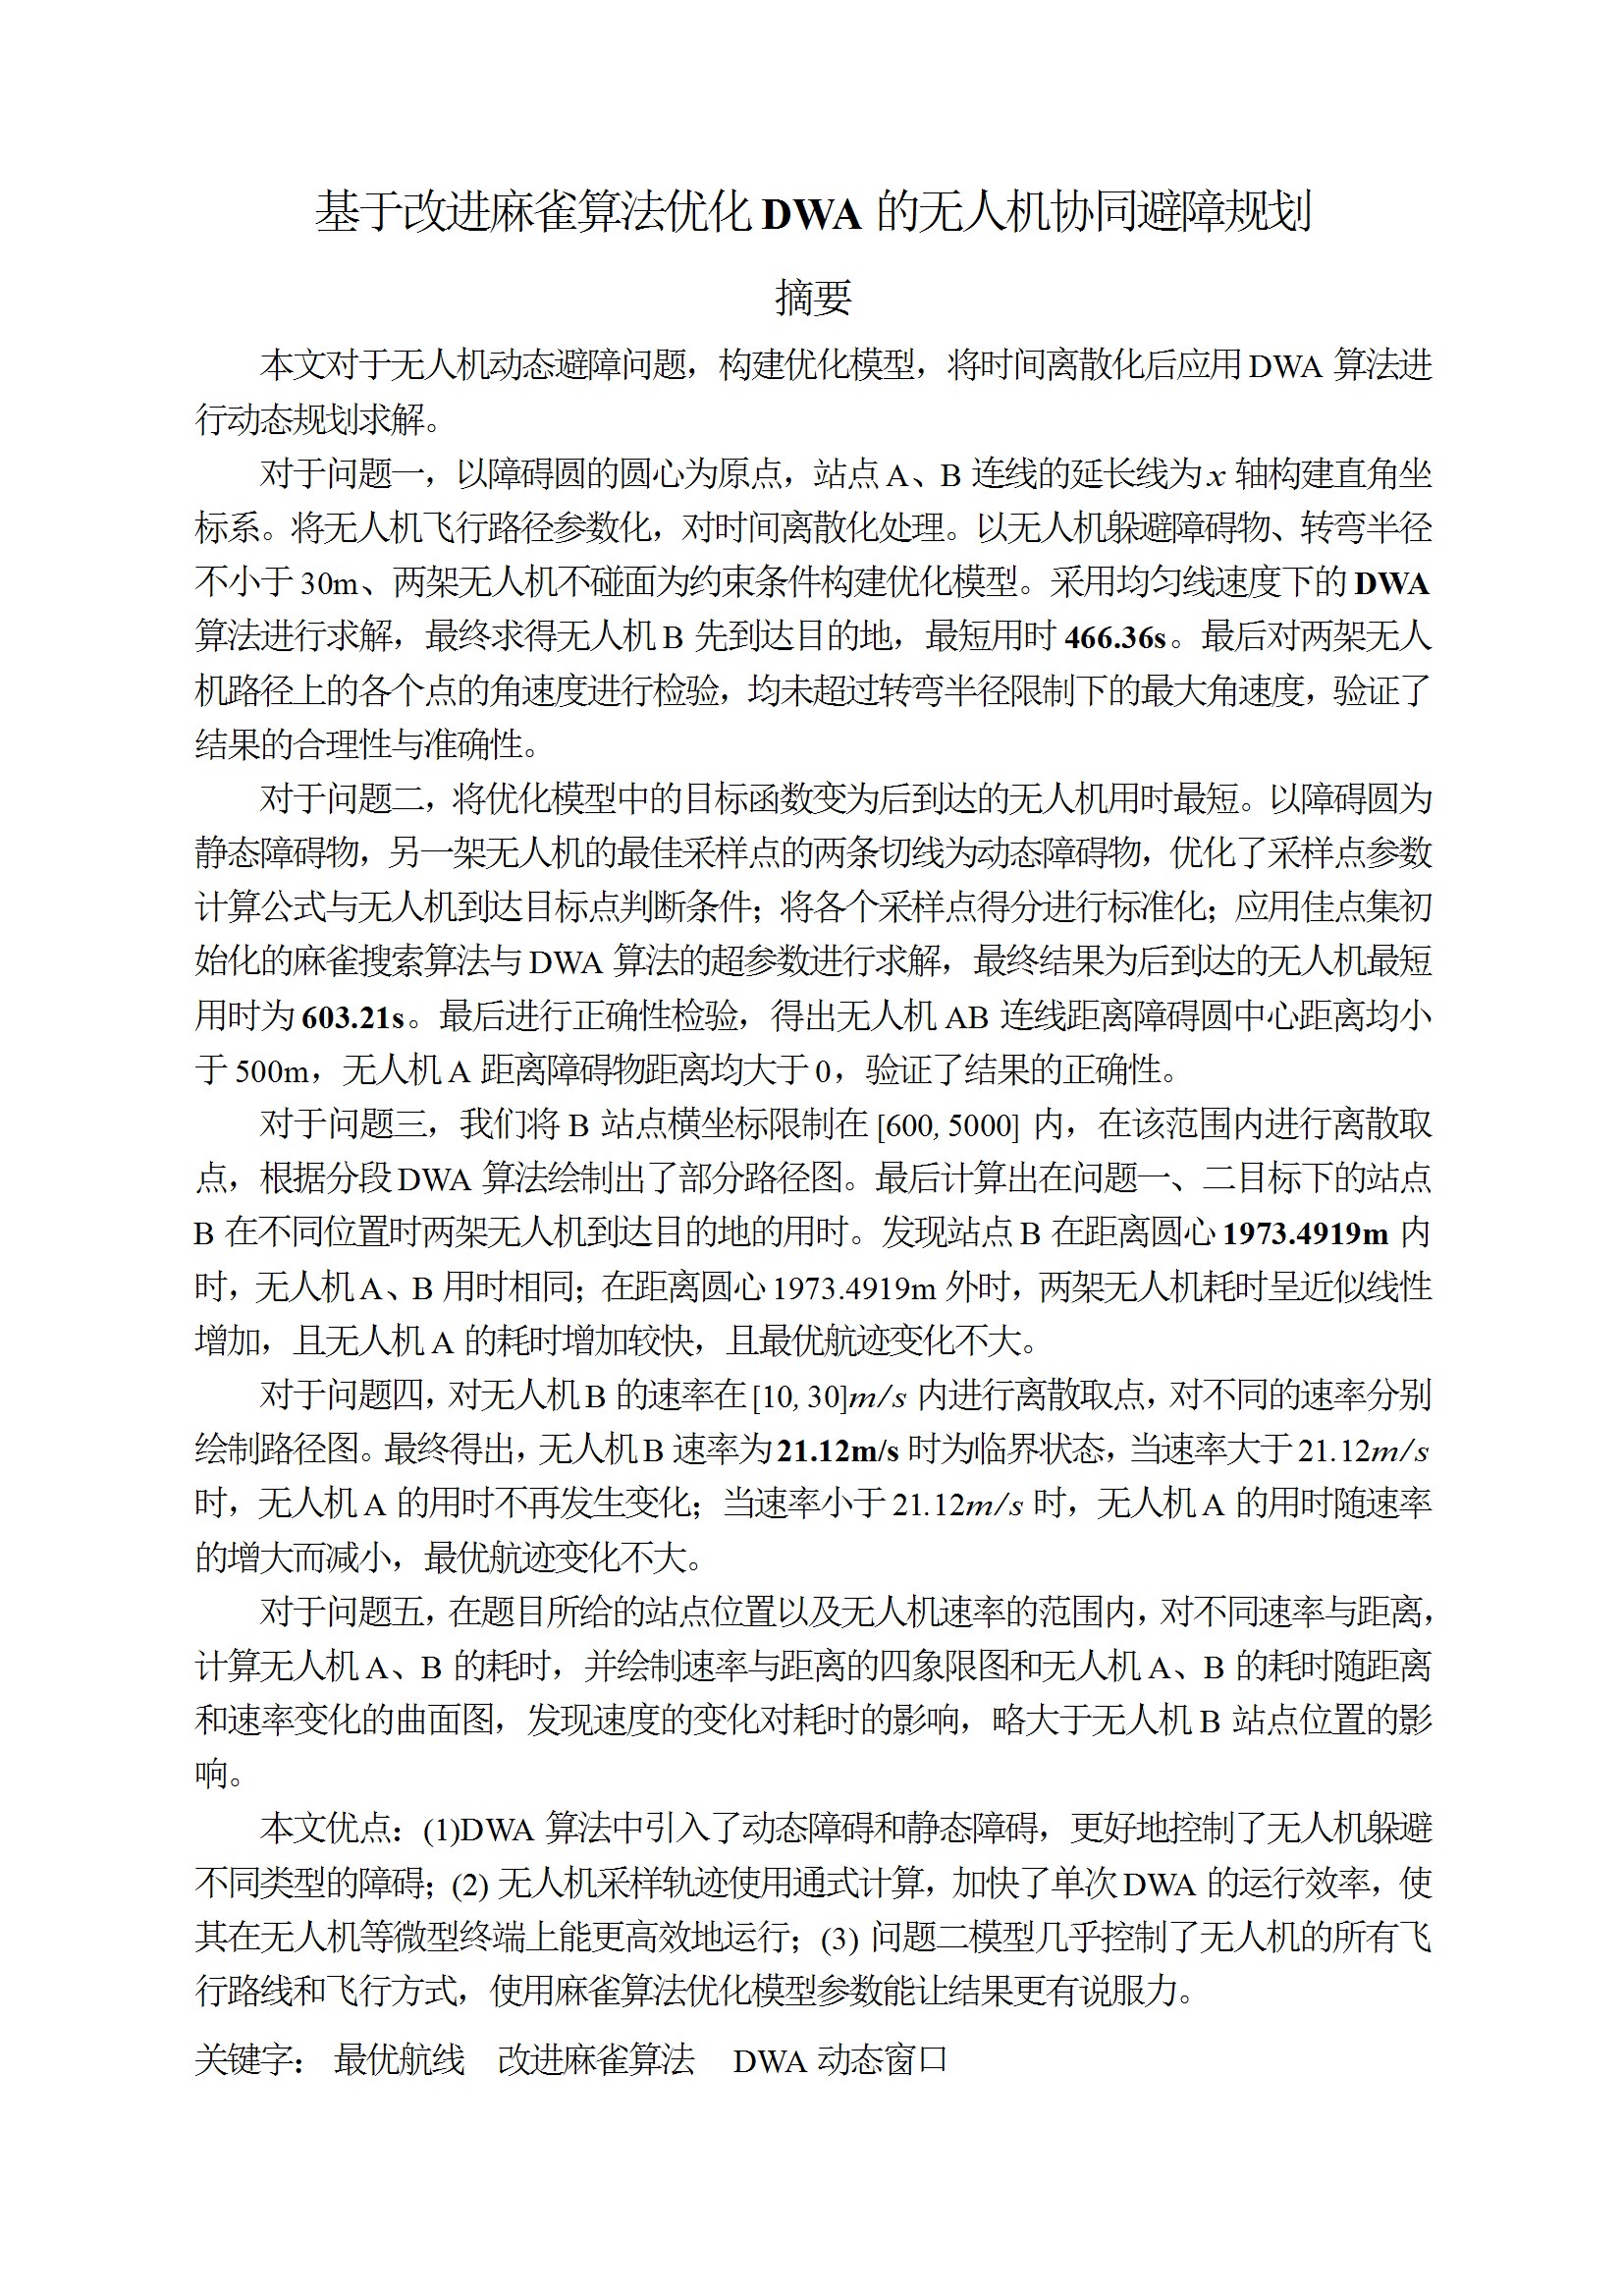 基于改进麻雀算法优化 DWA 的无人机协同避障规划
摘要
本文对于无人机动态避障问题，构建优化模型，将时间离散化后应用 DWA 算法进
行动态规划求解。
对于问题一，以障碍圆的圆心为原点，站点 A、B 连线的延长线为 x 轴构建直角坐
标系。将无人机飞行路径参数化，对时间离散化处理。以无人机躲避障碍物、转弯半径
不小于 30m、两架无人机不碰面为约束条件构建优化模型。采用均匀线速度下的 DWA
算法进行求解，最终求得无人机 B 先到达目的地，最短用时 466.36s。最后对两架无人
机路径上的各个点的角速度进行检验，均未超过转弯半径限制下的最大角速度，验证了
结果的合理性与准确性。
对于问题二，将优化模型中的目标函数变为后到达的无人机用时最短。以障碍圆为
静态障碍物，另一架无人机的最佳采样点的两条切线为动态障碍物，优化了采样点参数
计算公式与无人机到达目标点判断条件；将各个采样点得分进行标准化；应用佳点集初
始化的麻雀搜索算法与 DWA 算法的超参数进行求解，最终结果为后到达的无人机最短
用时为 603.21s。最后进行正确性检验，得出无人机 AB 连线距离障碍圆中心距离均小
于 500m，无人机 A 距离障碍物距离均大于 0，验证了结果的正确性。
对于问题三，我们将 B 站点横坐标限制在 [600, 5000] 内，在该范围内进行离散取
点，根据分段 DWA 算法绘制出了部分路径图。最后计算出在问题一、二目标下的站点
B 在不同位置时两架无人机到达目的地的用时。发现站点 B 在距离圆心 1973.4919m 内
时，无人机 A、B 用时相同；在距离圆心 1973.4919m 外时，两架无人机耗时呈近似线性
增加，且无人机 A 的耗时增加较快，且最优航迹变化不大。
对于问题四，对无人机 B 的速率在 [10, 30]m/s 内进行离散取点，对不同的速率分别
绘制路径图。最终得出，无人机 B 速率为 21.12m/s 时为临界状态，当速率大于 21.12m/s
时，无人机 A 的用时不再发生变化；当速率小于 21.12m/s 时，无人机 A 的用时随速率
的增大而减小，最优航迹变化不大。
对于问题五，在题目所给的站点位置以及无人机速率的范围内，对不同速率与距离，
计算无人机 A、B 的耗时，并绘制速率与距离的四象限图和无人机 A、B 的耗时随距离
和速率变化的曲面图，发现速度的变化对耗时的影响，略大于无人机 B 站点位置的影
响。
本文优点：(1)DWA 算法中引入了动态障碍和静态障碍，更好地控制了无人机躲避
不同类型的障碍；(2) 无人机采样轨迹使用通式计算，加快了单次 DWA 的运行效率，使
其在无人机等微型终端上能更高效地运行；(3) 问题二模型几乎控制了无人机的所有飞
行路线和飞行方式，使用麻雀算法优化模型参数能让结果更有说服力。
关键字： 最优航线 改进麻雀算法 DWA 动态窗口